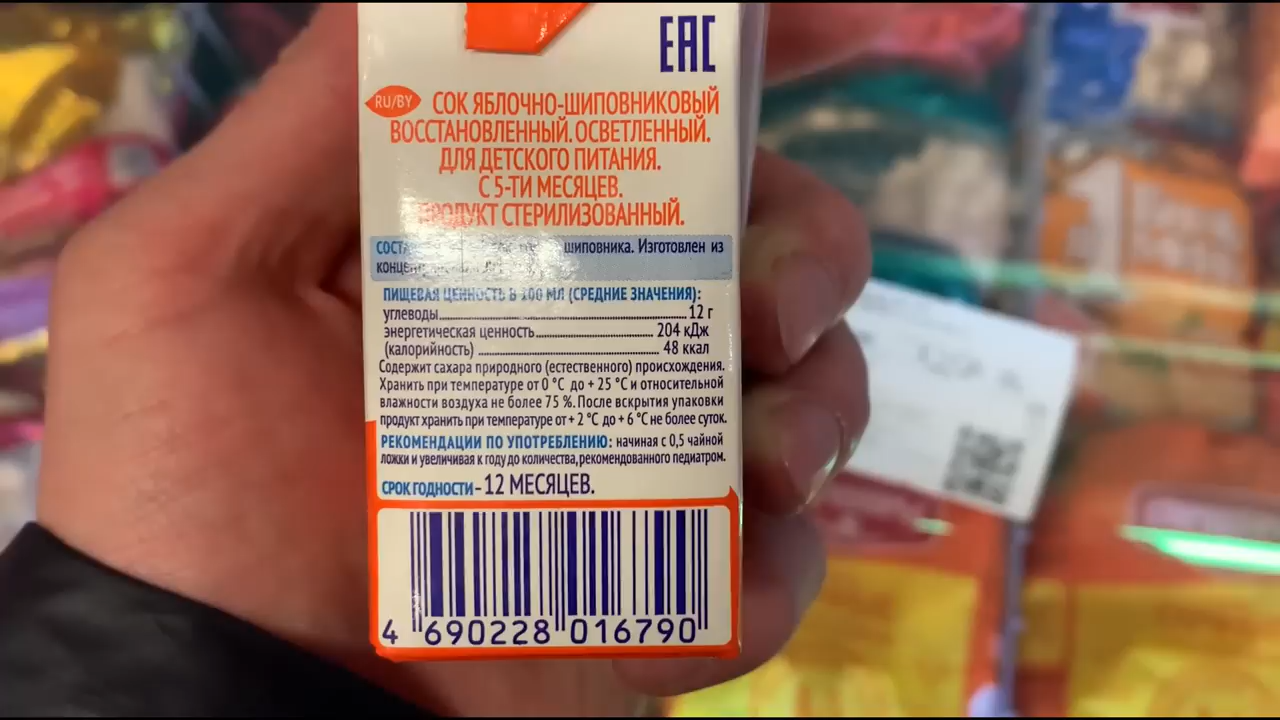 EAC
RU/BY СОК ЯБЛОЧНО-ШИПОВНИКОВЫЙ
ВОССТАНОВЛЕННЫЙ. ОСВЕТЛЕННЫЙ.
ДЛЯ ДЕТСКОГО ПИТАНИЯ.
С 5-ТИ МЕСЯЦЕВ.
ПРОДУКТ СТЕРИЛИЗОВАННЫЙ.
шиповника. Изготовлен из
ПИЩЕВАЯ ЦЕННОСТЬ В 100 МЛ (СРЕДНИЕ ЗНАЧЕНИЯ):
углеводы 12 г
энергетическая ценность 204 кДж
(калорийность) 48 ккал
Содержит сахара природного (естественного) происхождения.
Хранить при температуре от 0 °С до + 25 °С и относительной
влажности воздуха не более 75 %. После вскрытия упаковки
продукт хранить при температуре от + 2 °С до + 6 °С не более суток.
РЕКОМЕНДАЦИИ ПО УПОТРЕБЛЕНИЮ: начиная с 0,5 чайной
ложки и увеличивая к году до количества, рекомендованного педиатром.
СРОК ГОДНОСТИ - 12 МЕСЯЦЕВ.
4 690228 016790